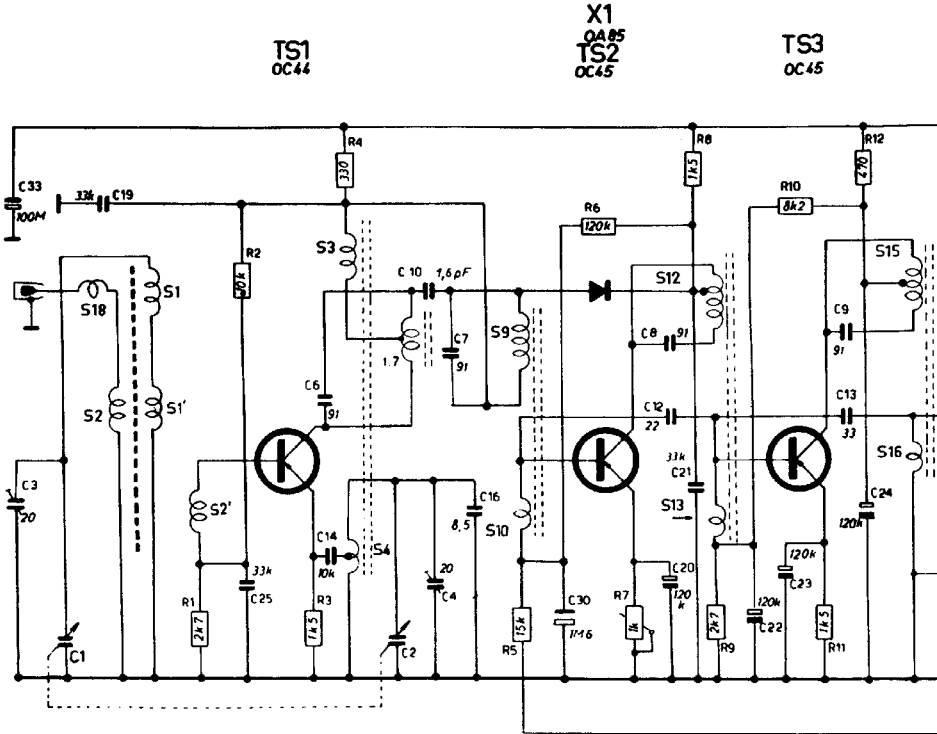 X1
OA85
TS1
TS2
TS3
OC44
OC45
OC45
R4
R8
R12
330
1k5
470
C33
33k
C19
100M
R10
8k2
R6
120k
R2
S3
S15
C10
1,6pF
S12
S1
S18
S9
C7
C8
91
C9
91
1.7
91
C6
91
S2
S1'
C12
22
C13
33
S16
33k
C21
C3
20
S2'
C16
8,5
S10
S13
C24
120k
C14
10k
S4
120k
33k
C25
20
C4
C20
120
k
C23
R1
2k7
R3
1k5
C30
1M6
R7
1k
120k
C22
15k
R5
2k7
R9
1k5
R11
C1
C2